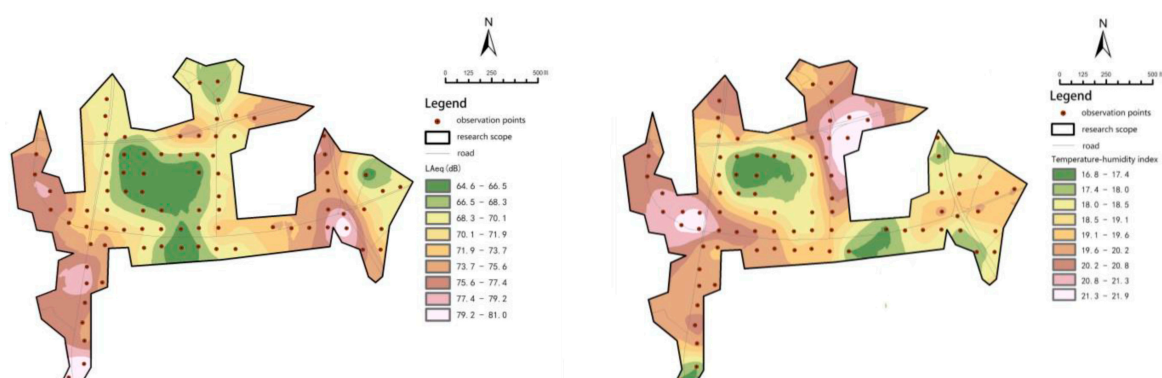 N
0 125 250 500 m
Legend
observation points
research scope
road
LAeq (dB)
64.6 - 66.5
66.5 - 68.3
68.3 - 70.1
70.1 - 71.9
71.9 - 73.7
73.7 - 75.6
75.6 - 77.4
77.4 - 79.2
79.2 - 81.0
N
0 125 250 500 m
Legend
observation points
research scope
road
Temperature-humidity index
16.8 - 17.4
17.4 - 18.0
18.0 - 18.5
18.5 - 19.1
19.1 - 19.6
19.6 - 20.2
20.2 - 20.8
20.8 - 21.3
21.3 - 21.9